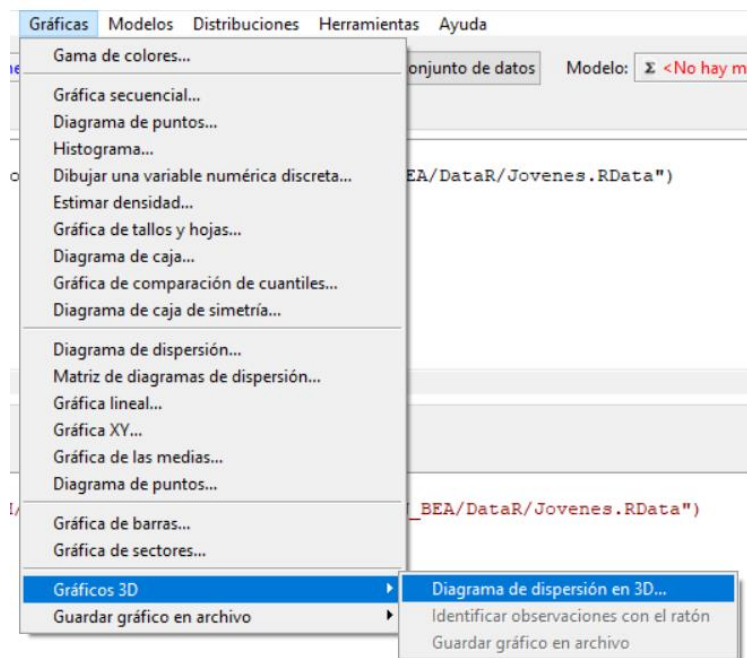 Gráficas Modelos Distribuciones Herramientas Ayuda
Gama de colores...
onjunto de datos Modelo: Σ <No hay m
Gráfica secuencial...
Diagrama de puntos...
Histograma...
Dibujar una variable numérica discreta... EA/DataR/Jovenes.RData")
Estimar densidad...
Gráfica de tallos y hojas...
Diagrama de caja...
Gráfica de comparación de cuantiles...
Diagrama de caja de simetría...
Diagrama de dispersión...
Matriz de diagramas de dispersión...
Gráfica lineal...
Gráfica XY...
Gráfica de las medias...
Diagrama de puntos...
_BEA/DataR/Jovenes.RData")
Gráfica de barras...
Gráfica de sectores...
Gráficos 3D
Diagrama de dispersión en 3D...
Guardar gráfico en archivo
Identificar observaciones con el ratón
Guardar gráfico en archivo